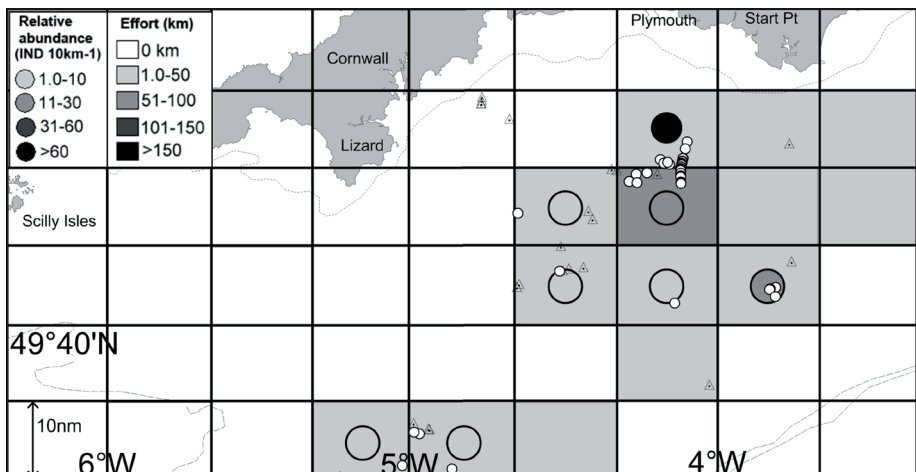 Relative
abundance
(IND 10km-1)
1.0-10
11-30
31-60
>60
Effort (km)
0 km
1.0-50
51-100
101-150
>150
Cornwall
Plymouth
Start Pt
Lizard
Scilly Isles
49°40'N
10nm
6°W
5°W
4°W